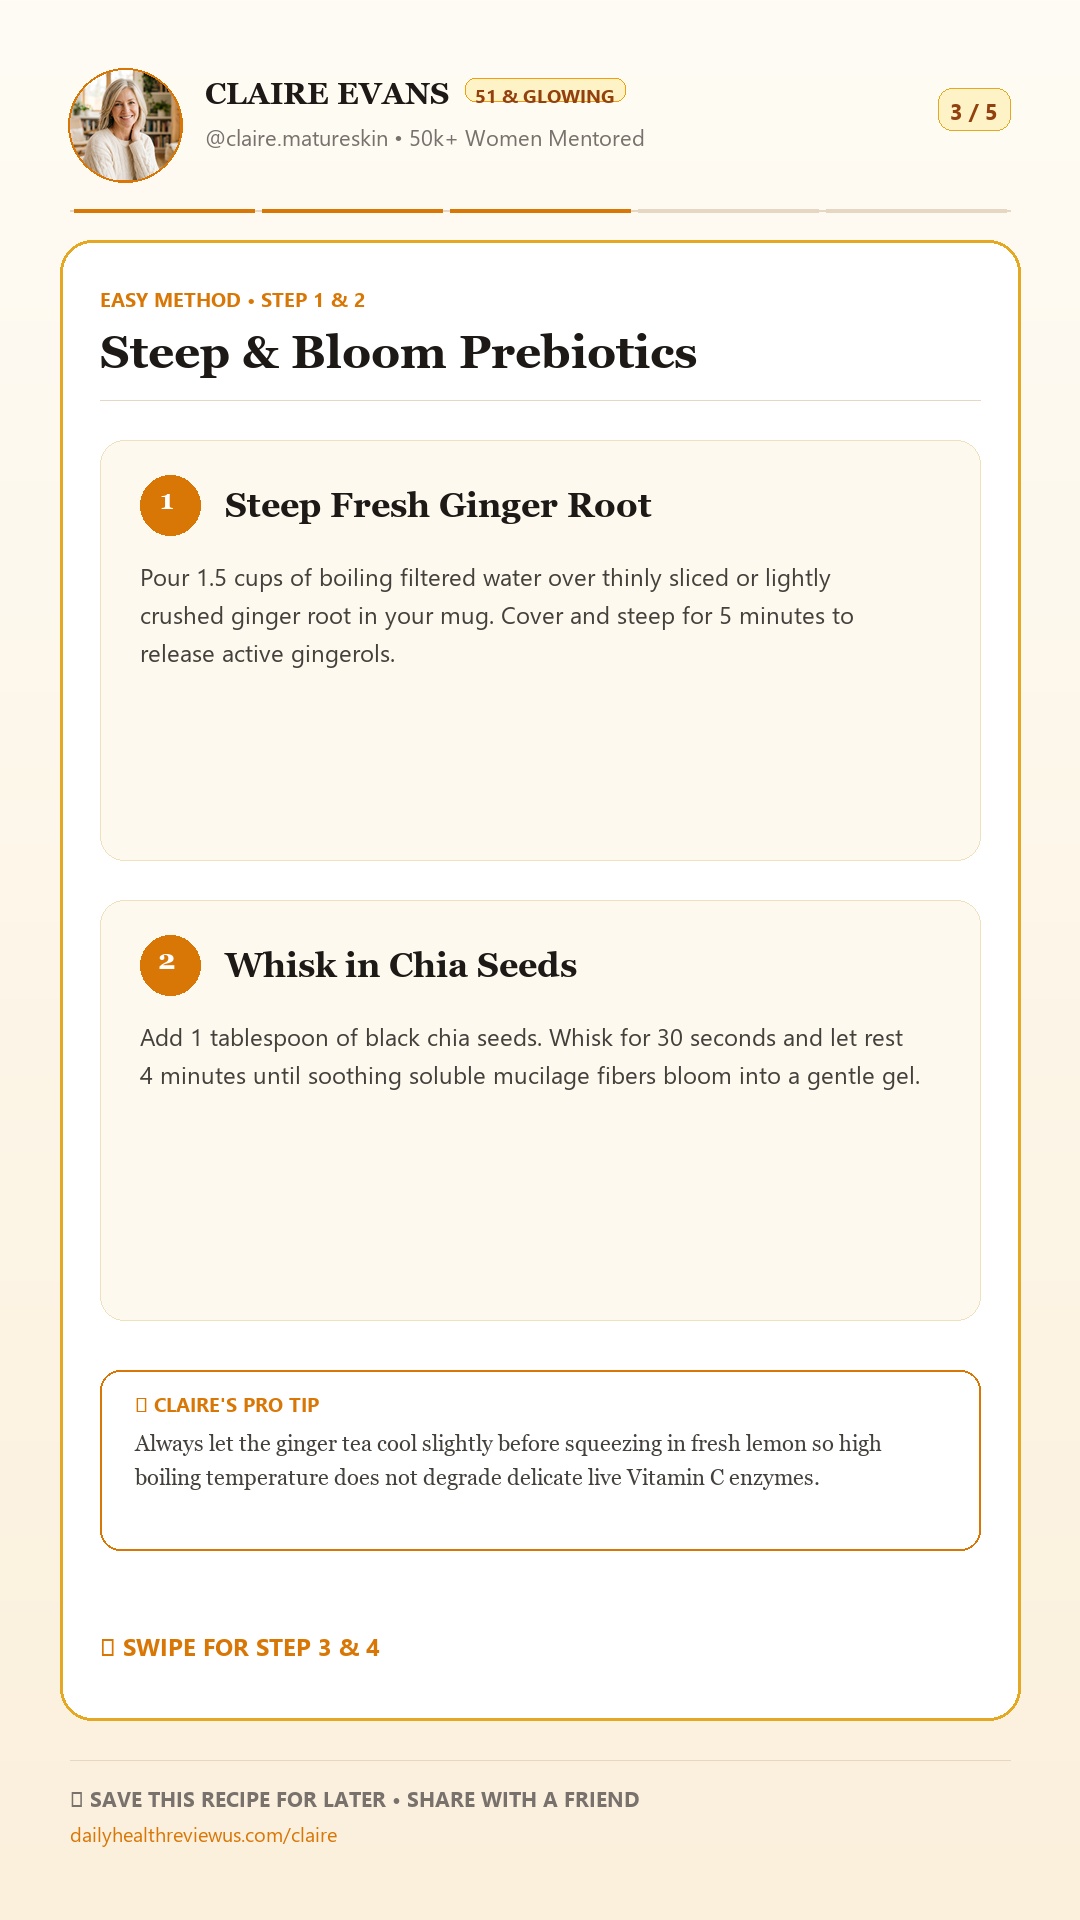 CLAIRE EVANS
51 & GLOWING
@claire.matureskin • 50k+ Women Mentored
3 / 5
EASY METHOD • STEP 1 & 2
Steep & Bloom Prebiotics
1
Steep Fresh Ginger Root
Pour 1.5 cups of boiling filtered water over thinly sliced or lightly
crushed ginger root in your mug. Cover and steep for 5 minutes to
release active gingerols.
2
Whisk in Chia Seeds
Add 1 tablespoon of black chia seeds. Whisk for 30 seconds and let rest
4 minutes until soothing soluble mucilage fibers bloom into a gentle gel.
CLAIRE'S PRO TIP
Always let the ginger tea cool slightly before squeezing in fresh lemon so high
boiling temperature does not degrade delicate live Vitamin C enzymes.
SWIPE FOR STEP 3 & 4
SAVE THIS RECIPE FOR LATER • SHARE WITH A FRIEND
dailyhealthreviewus.com/claire